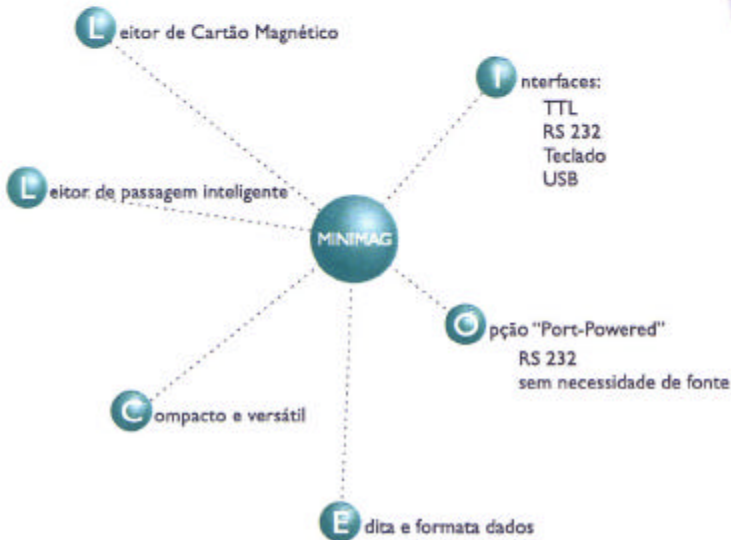 Leitor de Cartão Magnético
Interfaces:
TTL
RS 232
Teclado
USB
Leitor de passagem inteligente
MINIMAG
Opção "Port-Powered"
RS 232
sem necessidade de fonte
Compacto e versátil
Edita e formata dados